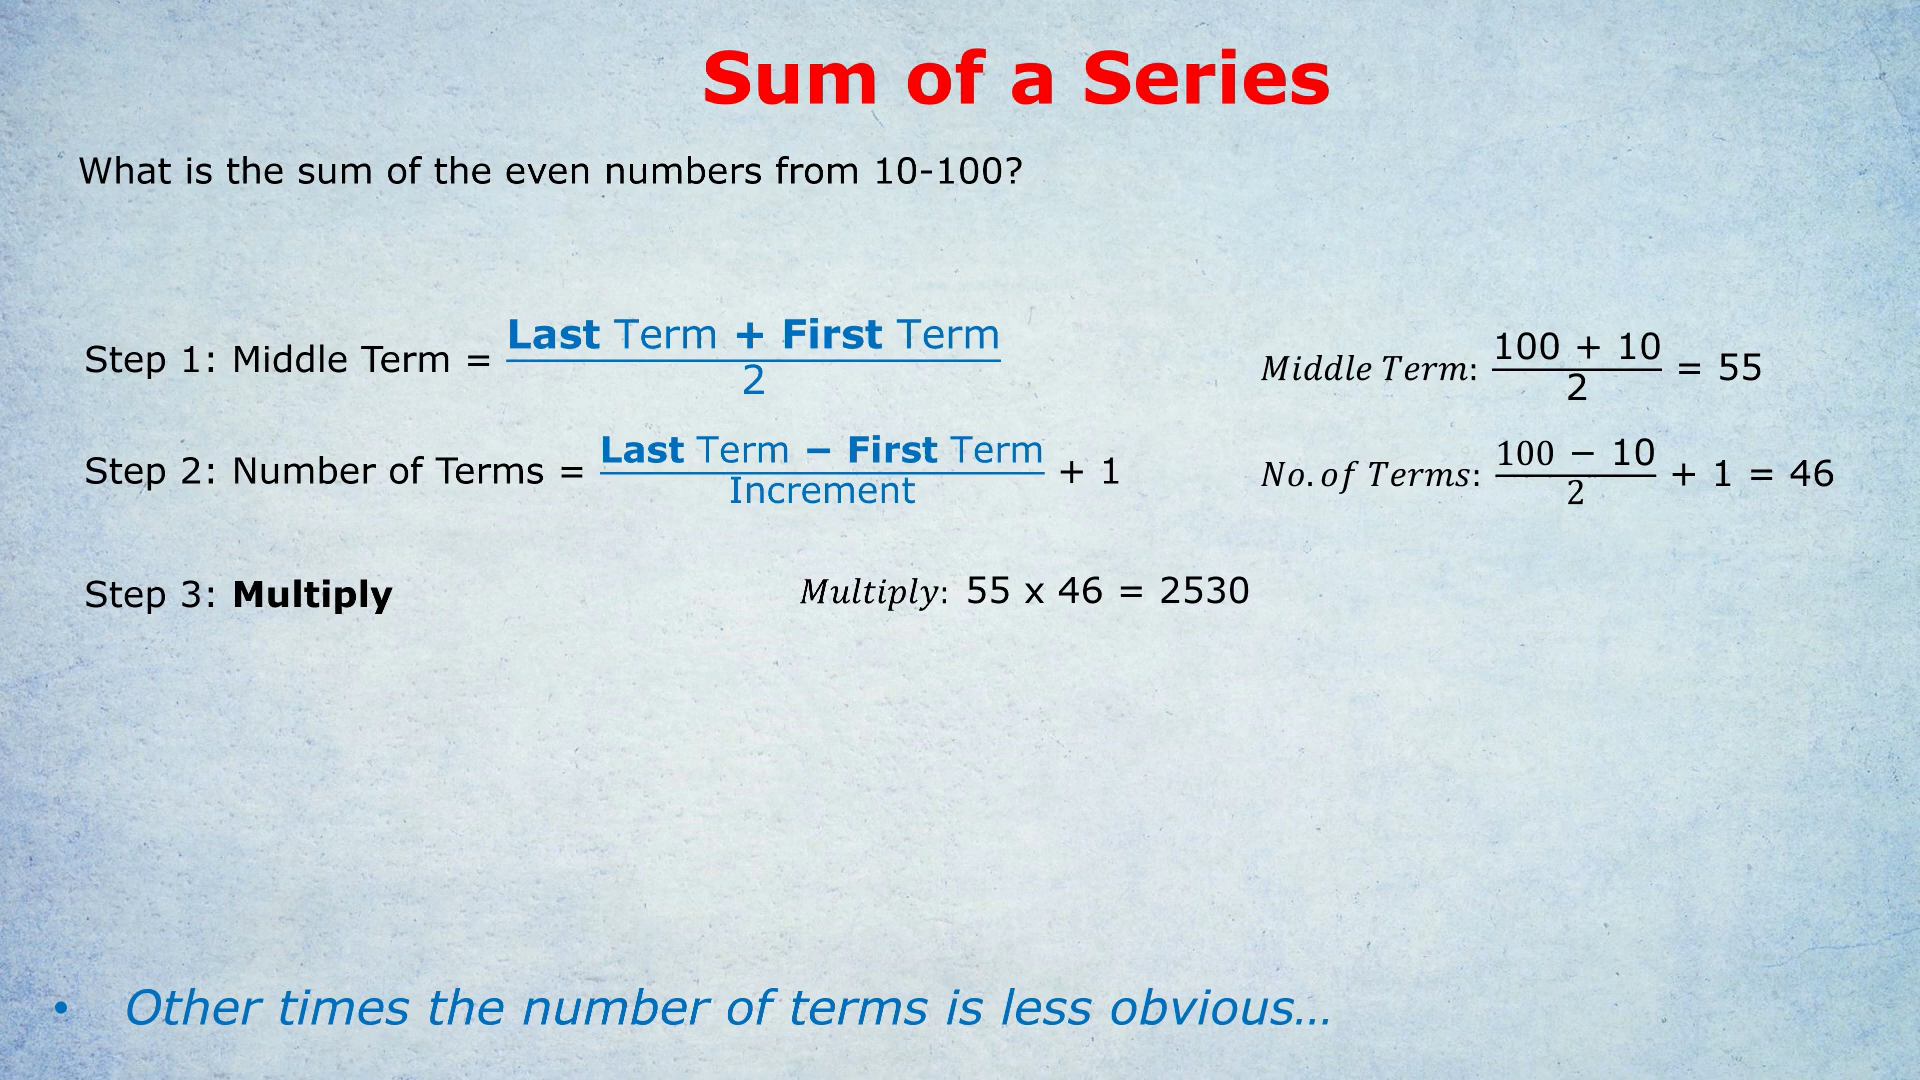 Sum of a Series
What is the sum of the even numbers from 10-100?
Step 1: Middle Term = Last Term + First Term / 2
Middle Term: 100 + 10 / 2 = 55
Step 2: Number of Terms = Last Term − First Term / Increment + 1
No. of Terms: 100 − 10 / 2 + 1 = 46
Step 3: Multiply
Multiply: 55 x 46 = 2530
• Other times the number of terms is less obvious…